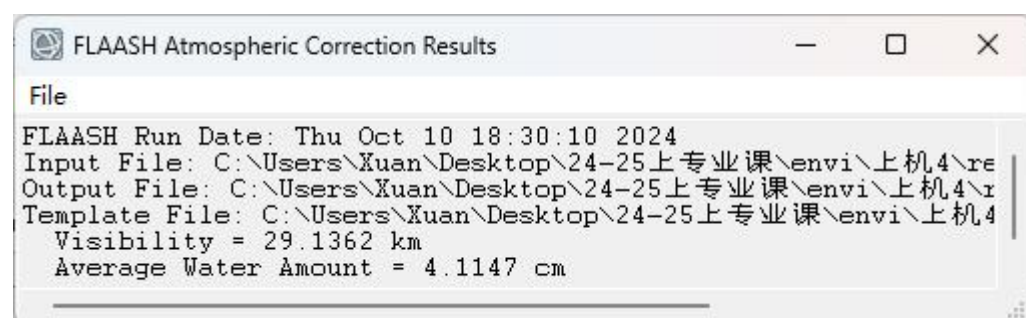 FLAASH Atmospheric Correction Results
File
FLAASH Run Date: Thu Oct 10 18:30:10 2024
Input File: C:\Users\Xuan\Desktop\24-25上专业课\envi\上机4\re
Output File: C:\Users\Xuan\Desktop\24-25上专业课\envi\上机4\r
Template File: C:\Users\Xuan\Desktop\24-25上专业课\envi\上机4
Visibility = 29.1362 km
Average Water Amount = 4.1147 cm